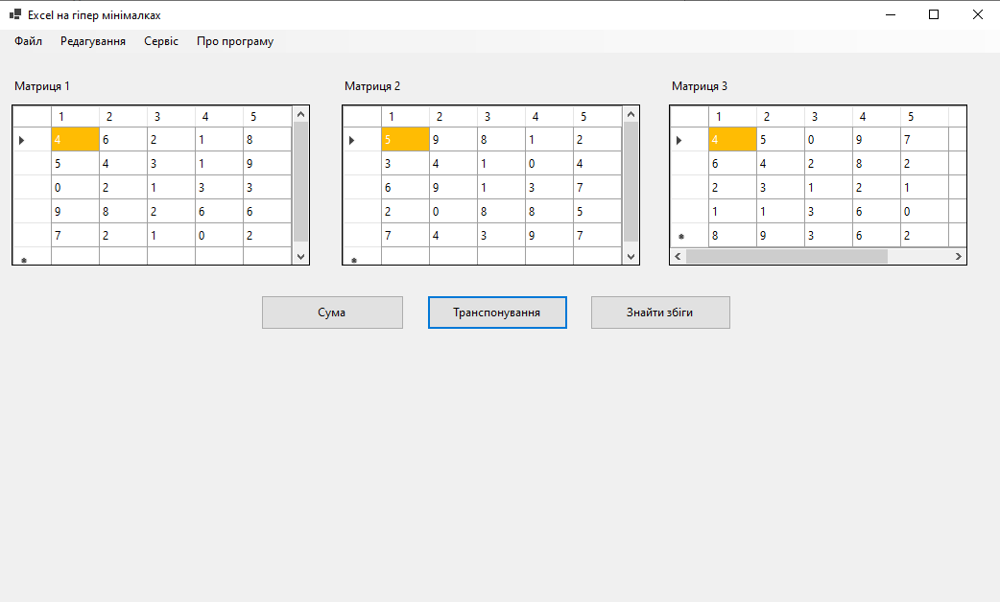 Excel на гіпер мінімалках
Файл Редагування Сервіс Про програму
Матриця 1
1 2 3 4 5
4 6 2 1 8
5 4 3 1 9
0 2 1 3 3
9 8 2 6 6
7 2 1 0 2
Матриця 2
1 2 3 4 5
5 9 8 1 2
3 4 1 0 4
6 9 1 3 7
2 0 8 8 5
7 4 3 9 7
Матриця 3
1 2 3 4 5
4 5 0 9 7
6 4 2 8 2
2 3 1 2 1
1 1 3 6 0
8 9 3 6 2
Сума
Транспонування
Знайти збіги